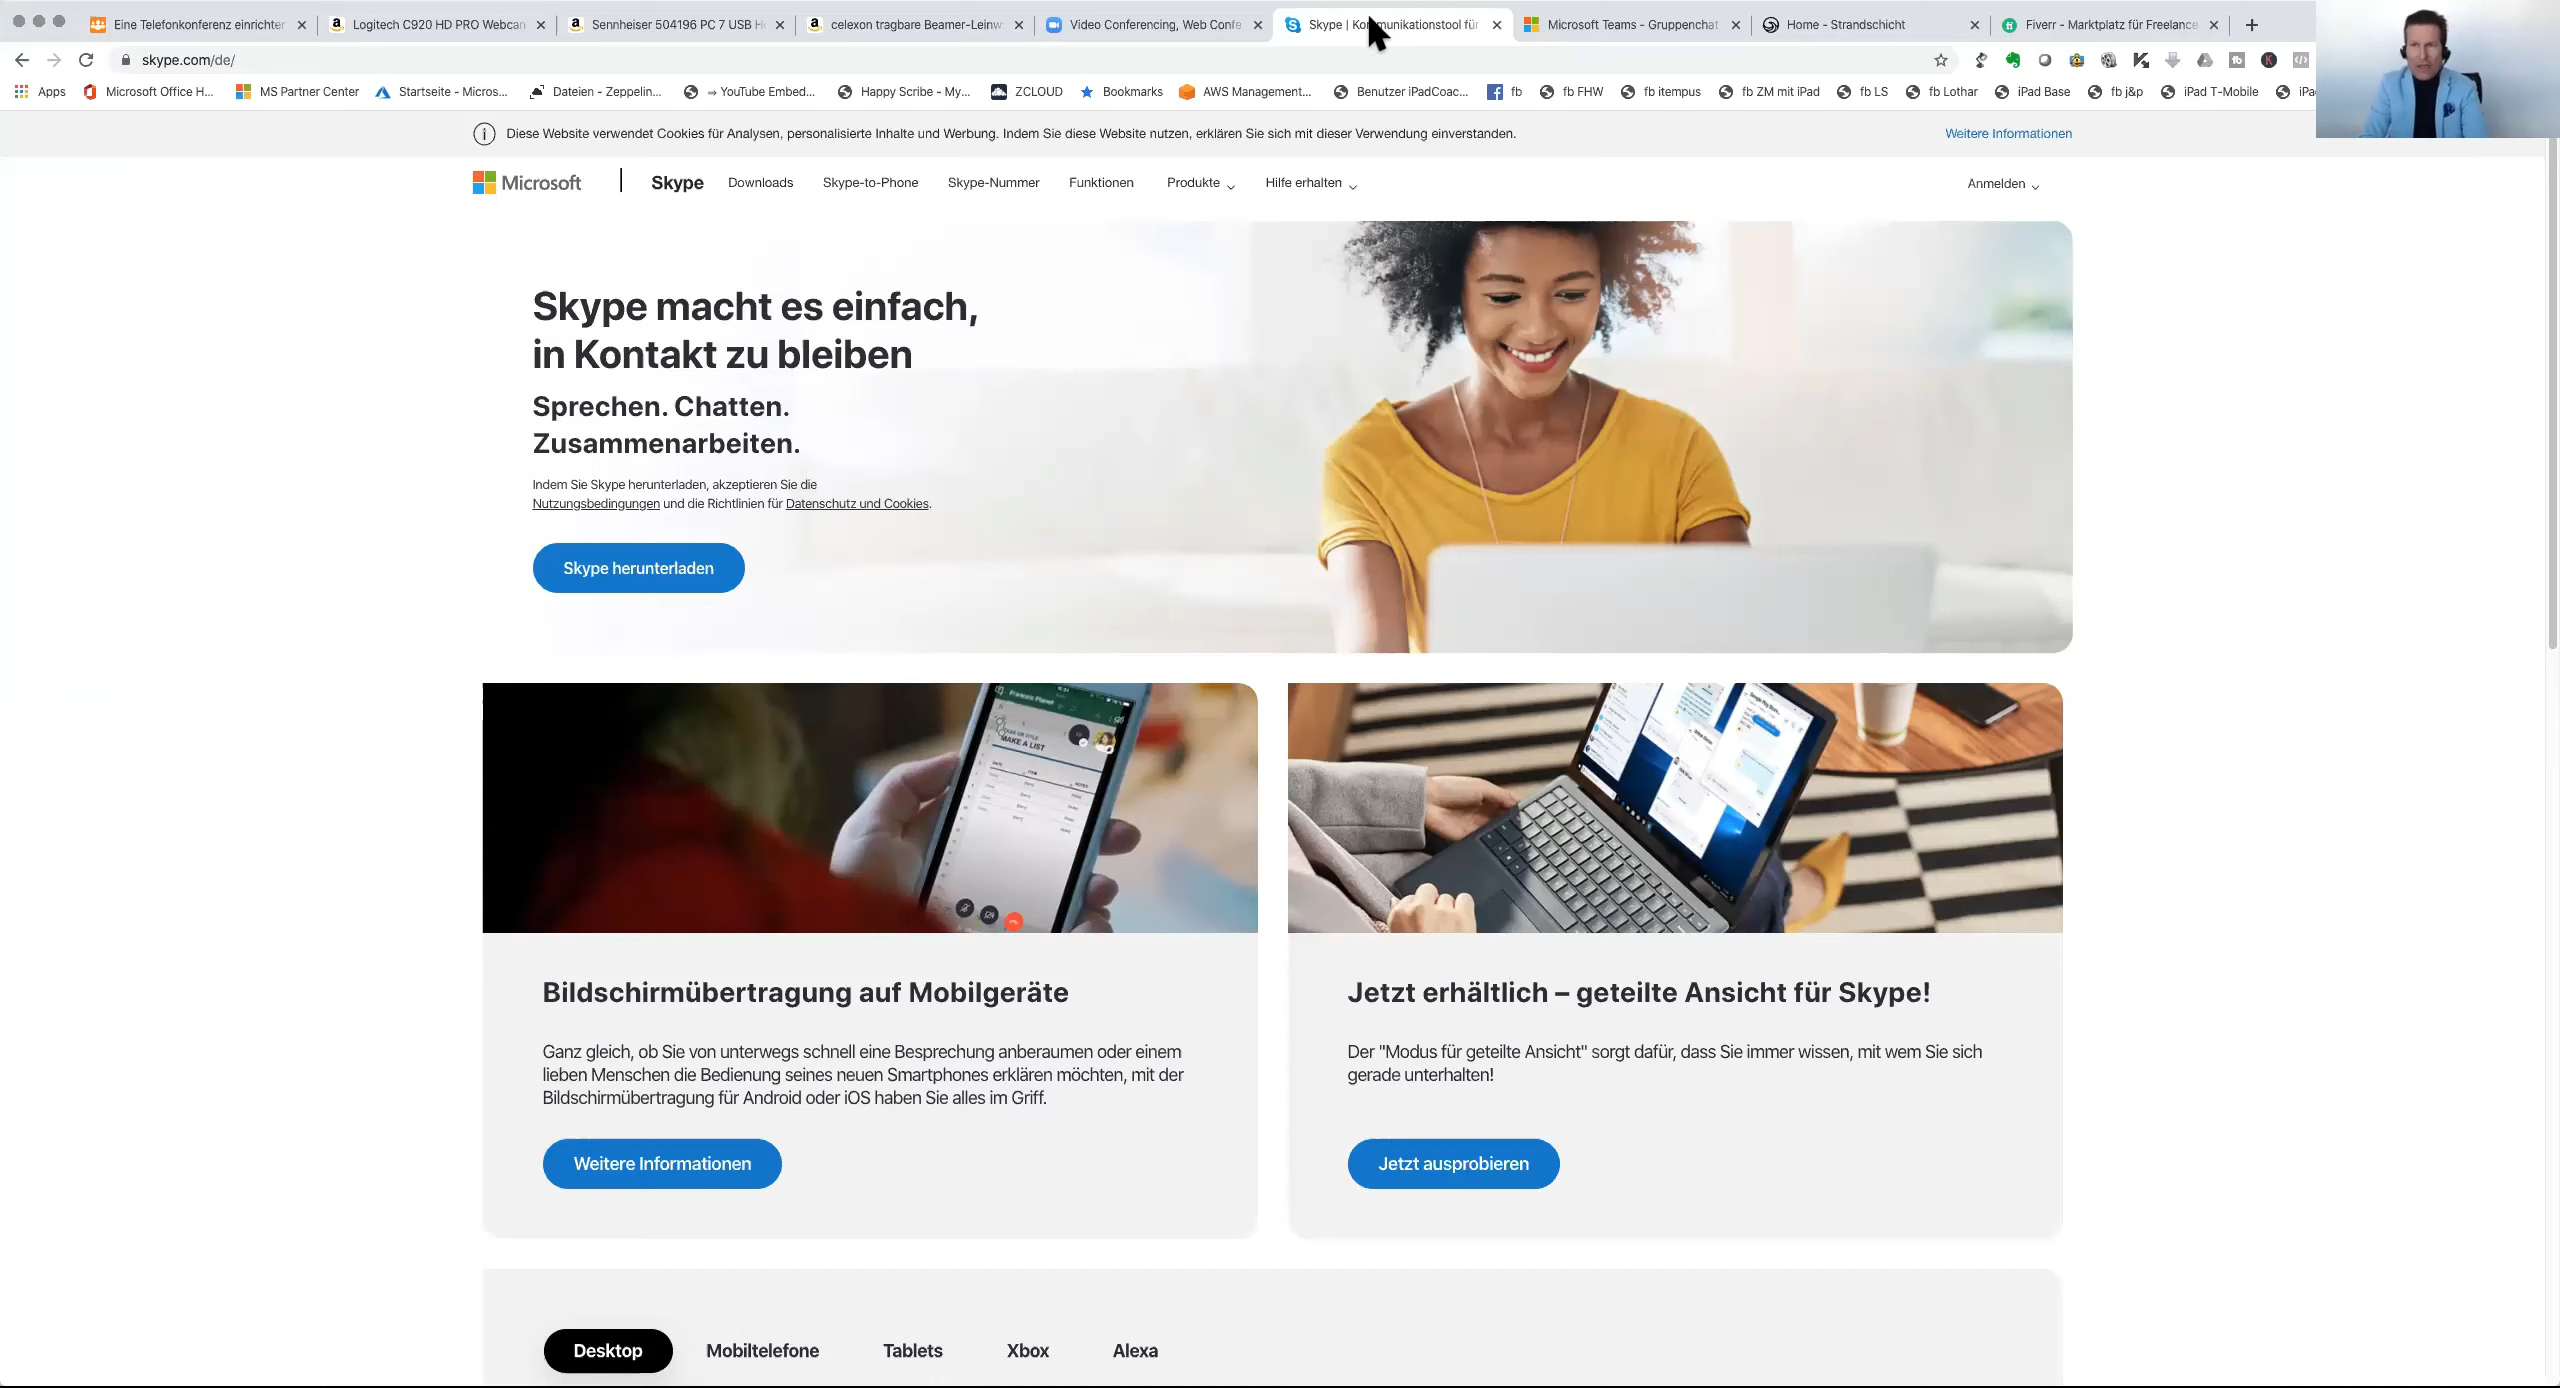 Eine Telefonkonferenz einrichten
Logitech C920 HD PRO Webcan
Sennheiser 504196 PC 7 USB H
celexon tragbare Beamer-Leinw
Video Conferencing, Web Confe
Skype | Kommunikationstool für
Microsoft Teams - Gruppenchat
Home - Strandschicht
Fiverr - Marktplatz für Freelance
skype.com/de/
Apps
Microsoft Office H...
MS Partner Center
Startseite - Micros...
Dateien - Zeppelin...
⇒ YouTube Embed...
Happy Scribe - My...
ZCLOUD
Bookmarks
AWS Management...
Benutzer iPadCoac...
fb
fb FHW
fb itempus
fb ZM mit iPad
fb LS
fb Lothar
iPad Base
fb j&p
iPad T-Mobile
iPa
Diese Website verwendet Cookies für Analysen, personalisierte Inhalte und Werbung. Indem Sie diese Website nutzen, erklären Sie sich mit dieser Verwendung einverstanden.
Weitere Informationen
Microsoft
Skype
Downloads
Skype-to-Phone
Skype-Nummer
Funktionen
Produkte
Hilfe erhalten
Anmelden
Skype macht es einfach,
in Kontakt zu bleiben
Sprechen. Chatten.
Zusammenarbeiten.
Indem Sie Skype herunterladen, akzeptieren Sie die
Nutzungsbedingungen und die Richtlinien für Datenschutz und Cookies.
Skype herunterladen
MAKE A LIST
Bildschirmübertragung auf Mobilgeräte
Ganz gleich, ob Sie von unterwegs schnell eine Besprechung anberaumen oder einem
lieben Menschen die Bedienung seines neuen Smartphones erklären möchten, mit der
Bildschirmübertragung für Android oder iOS haben Sie alles im Griff.
Weitere Informationen
Jetzt erhältlich – geteilte Ansicht für Skype!
Der "Modus für geteilte Ansicht" sorgt dafür, dass Sie immer wissen, mit wem Sie sich
gerade unterhalten!
Jetzt ausprobieren
Desktop
Mobiltelefone
Tablets
Xbox
Alexa